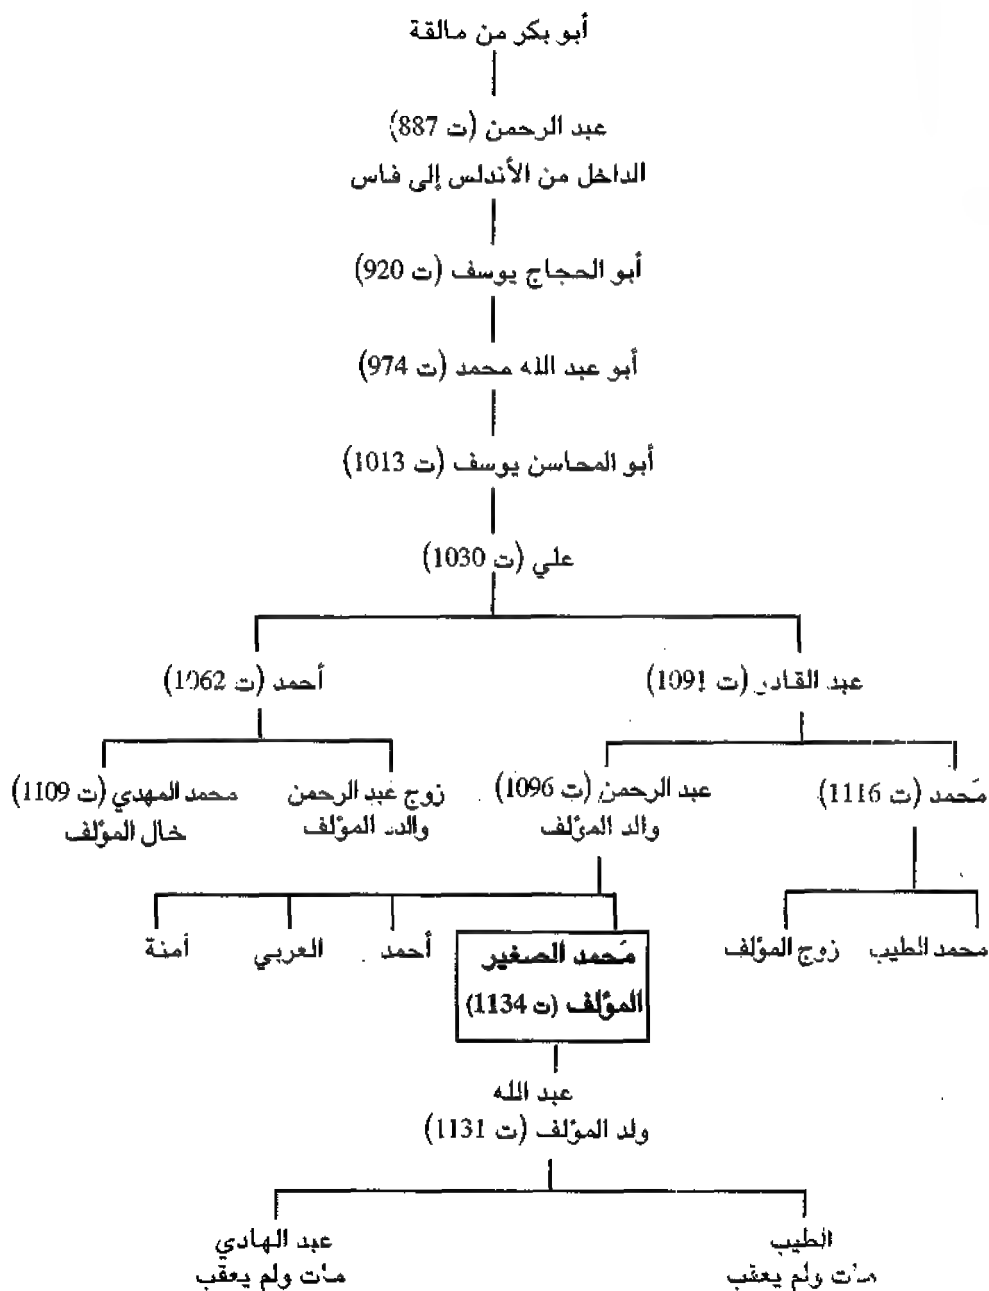 أبو بكر من مالقة
عبد الرحمن (ت 887)
الداخل من الأندلس إلى فاس
أبو الحجاج يوسف (ت 920)
أبو عبد الله محمد (ت 974)
أبو المحاسن يوسف (ت 1013)
علي (ت 1030)
عبد القادر (ت 1091)
أحمد (ت 1062)
مَحمد (ت 1116)
عبد الرحمن (ت 1096)
والد المؤلف
زوج عبد الرحمن
والد المؤلف
محمد المهدي (ت 1109)
خال المؤلف
محمد الطيب
زوج المؤلف
مَحمد الصغير
المؤلف (ت 1134)
أحمد
العربي
أمنة
عبد الله
ولد المؤلف (ت 1131)
الطيب
مات ولم يعقب
عبد الهادي
مات ولم يعقب